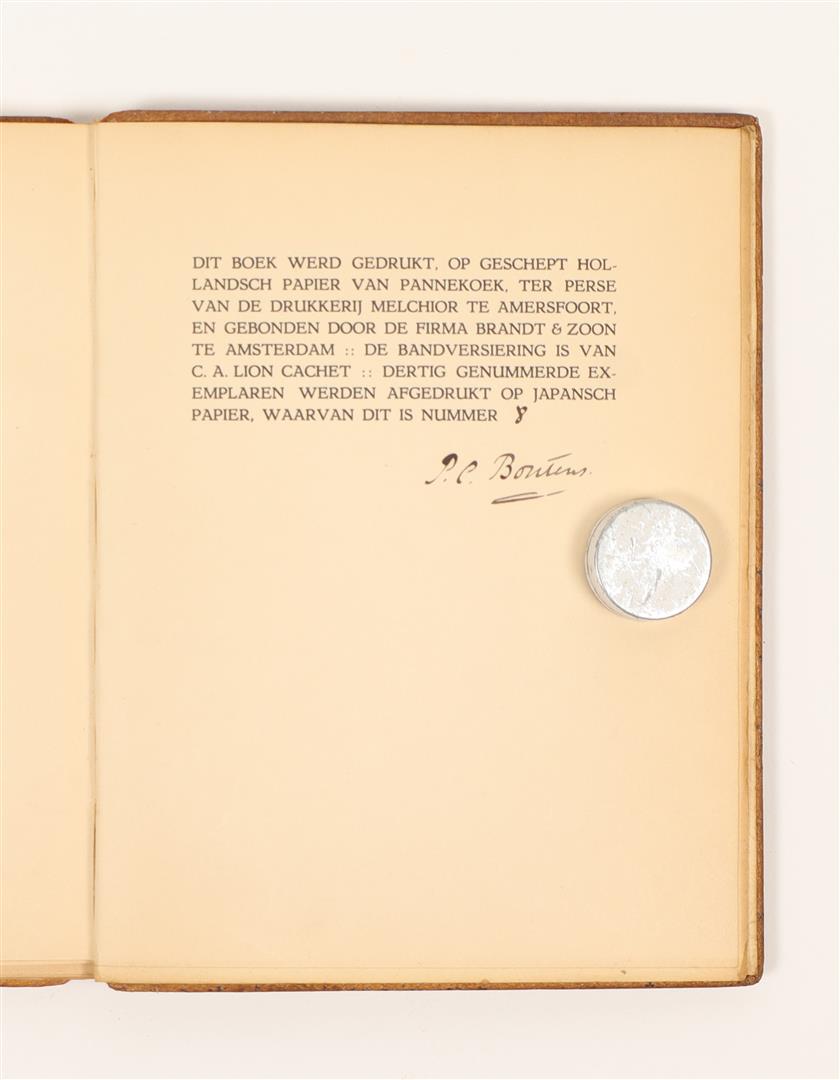 DIT BOEK WERD GEDRUKT, OP GESCHEPT HOL-
LANDSCH PAPIER VAN PANNEKOEK, TER PERSE
VAN DE DRUKKERIJ MELCHIOR TE AMERSFOORT,
EN GEBONDEN DOOR DE FIRMA BRANDT & ZOON
TE AMSTERDAM :: DE BANDVERSIERING IS VAN
C. A. LION CACHET :: DERTIG GENUMMERDE EX-
EMPLAREN WERDEN AFGEDRUKT OP JAPANSCH
PAPIER, WAARVAN DIT IS NUMMER 8
P. C. Boutens.